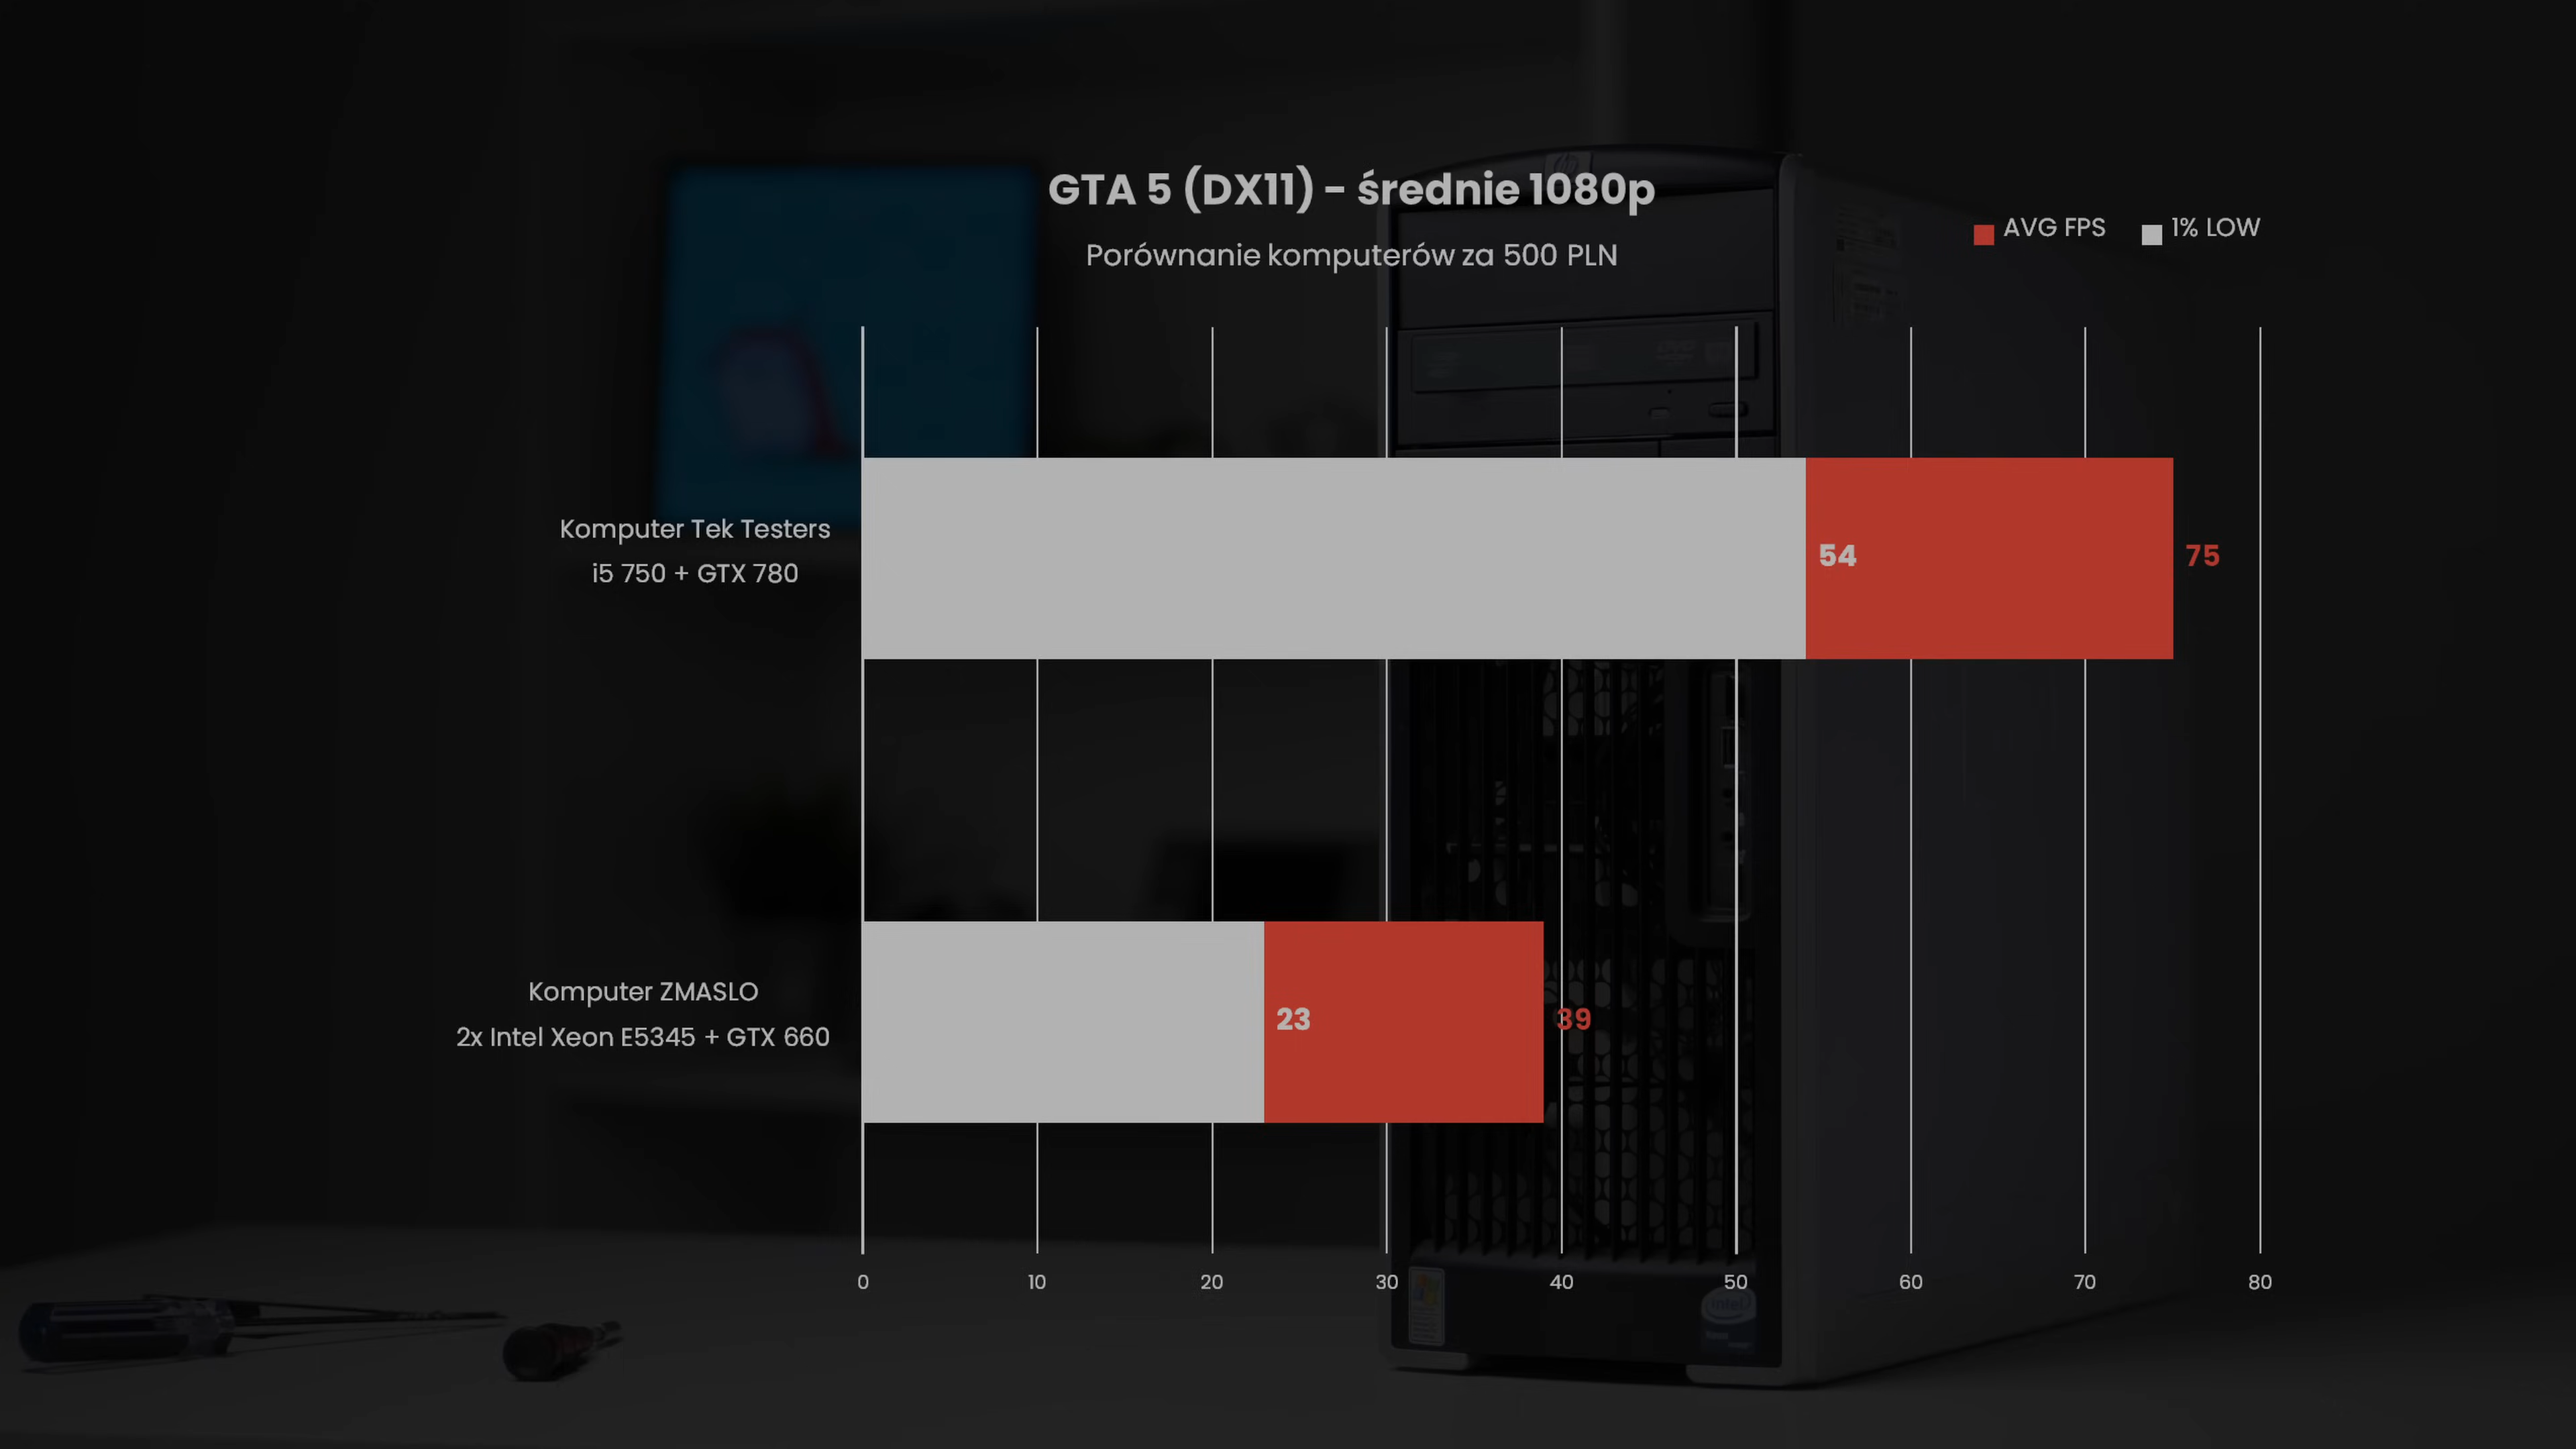 GTA 5 (DX11) - średnie 1080p
Porównanie komputerów za 500 PLN
AVG FPS 1% LOW
Komputer Tek Testers
i5 750 + GTX 780
54 75
Komputer ZMASLO
2x Intel Xeon E5345 + GTX 660
23 39
0 10 20 30 40 50 60 70 80
intel